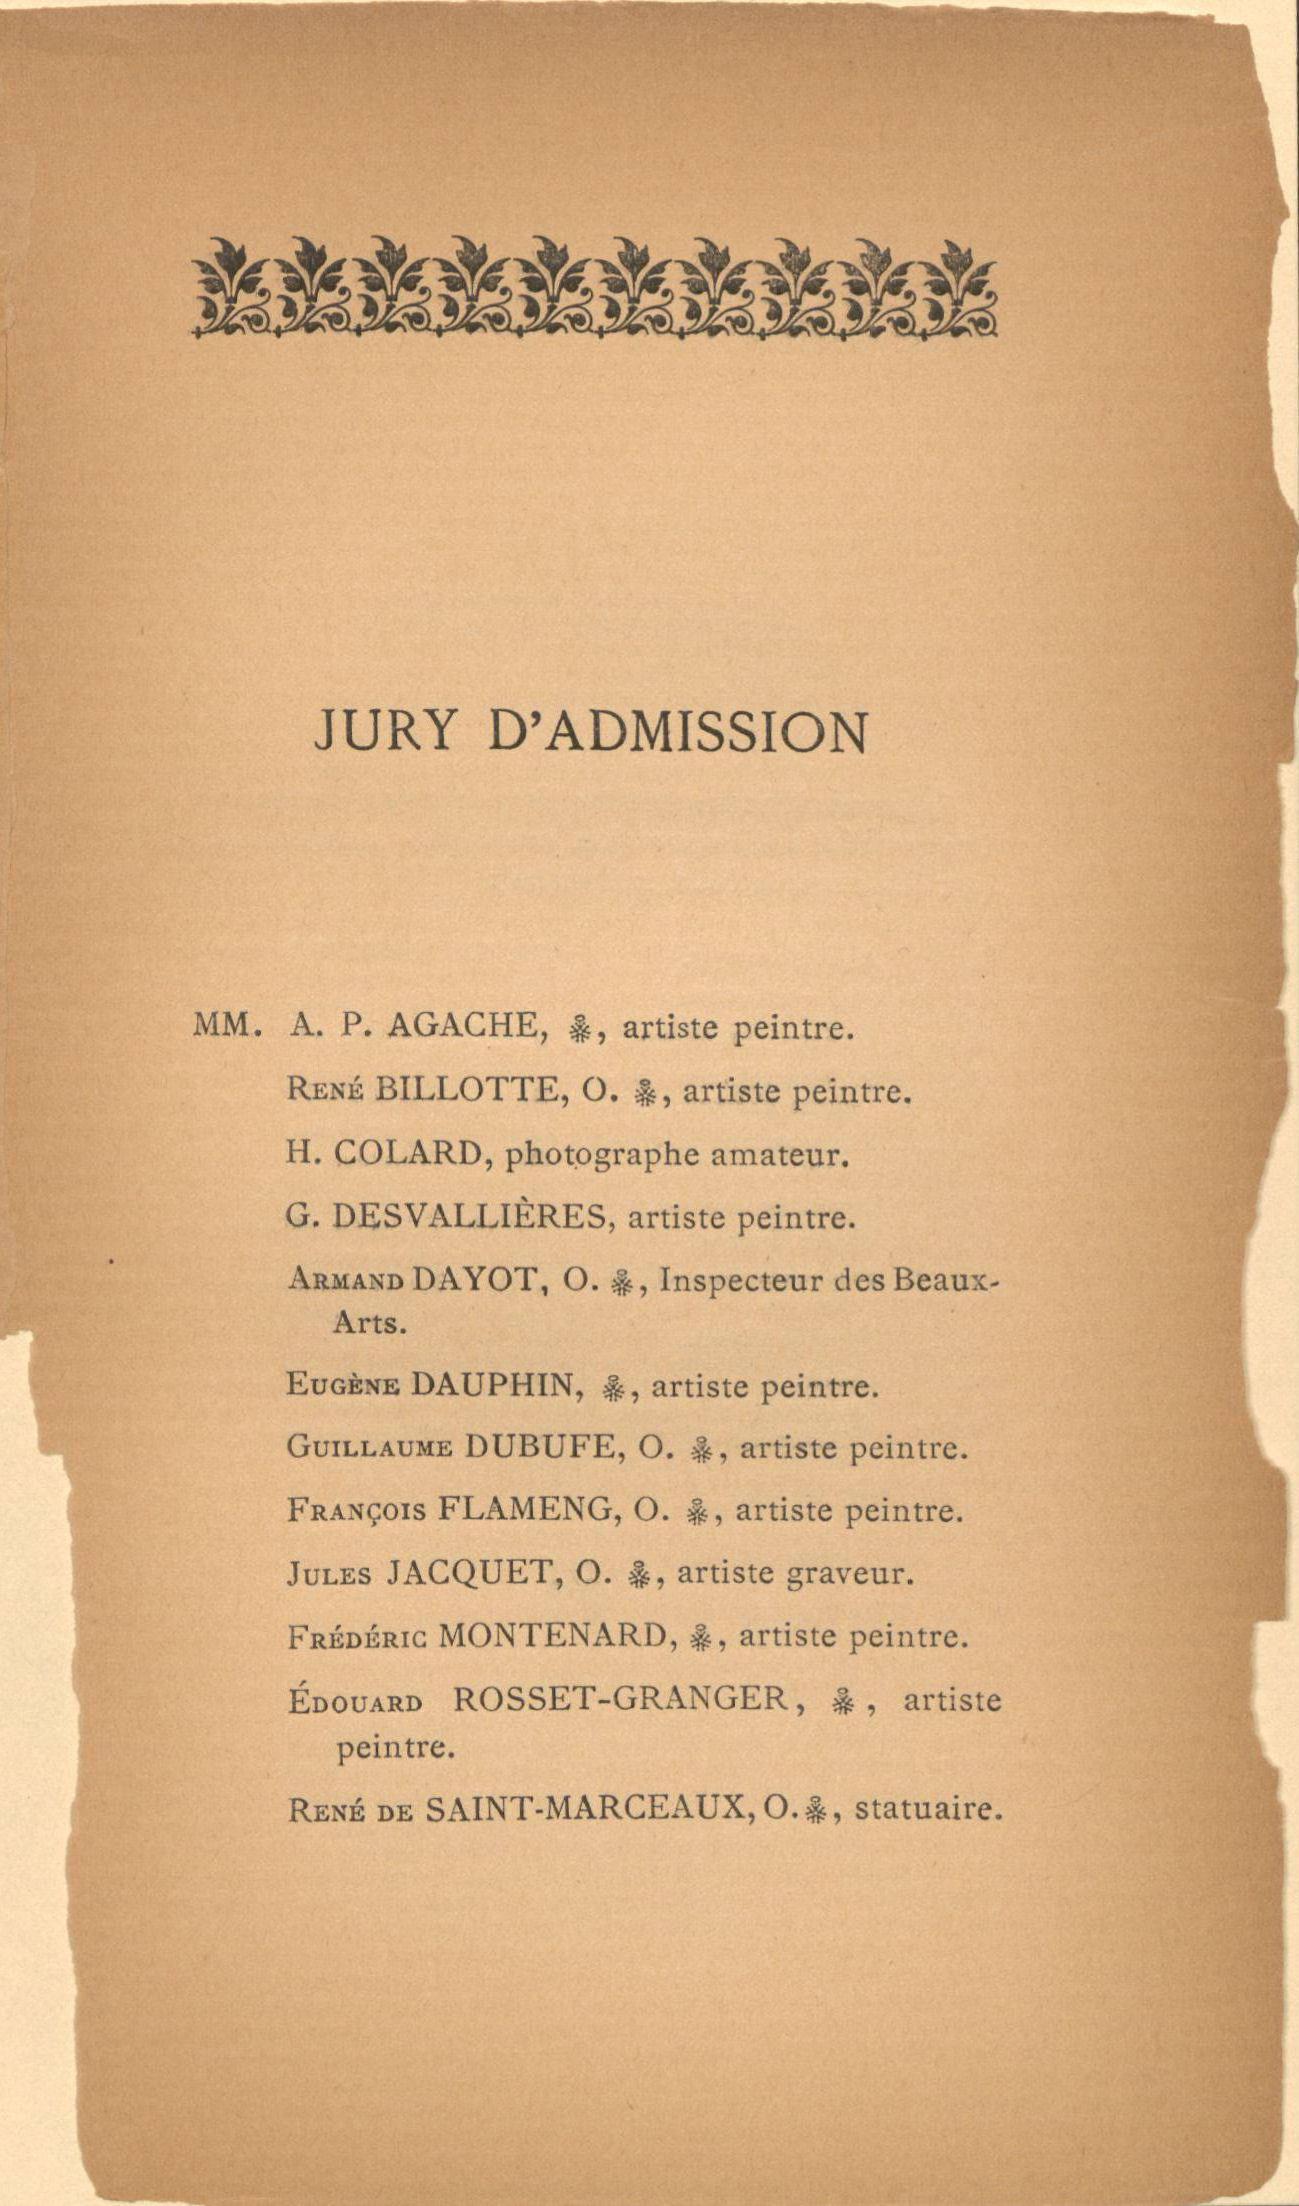 JURY D'ADMISSION
MM. A. P. AGACHE, ❀, artiste peintre.
René BILLOTTE, O. ❀, artiste peintre.
H. COLARD, photographe amateur.
G. DESVALLIÈRES, artiste peintre.
Armand DAYOT, O. ❀, Inspecteur des Beaux-
Arts.
Eugène DAUPHIN, ❀, artiste peintre.
Guillaume DUBUFE, O. ❀, artiste peintre.
François FLAMENG, O. ❀, artiste peintre.
Jules JACQUET, O. ❀, artiste graveur.
Frédéric MONTENARD, ❀, artiste peintre.
Édouard ROSSET-GRANGER, ❀, artiste
peintre.
René de SAINT-MARCEAUX, O. ❀, statuaire.